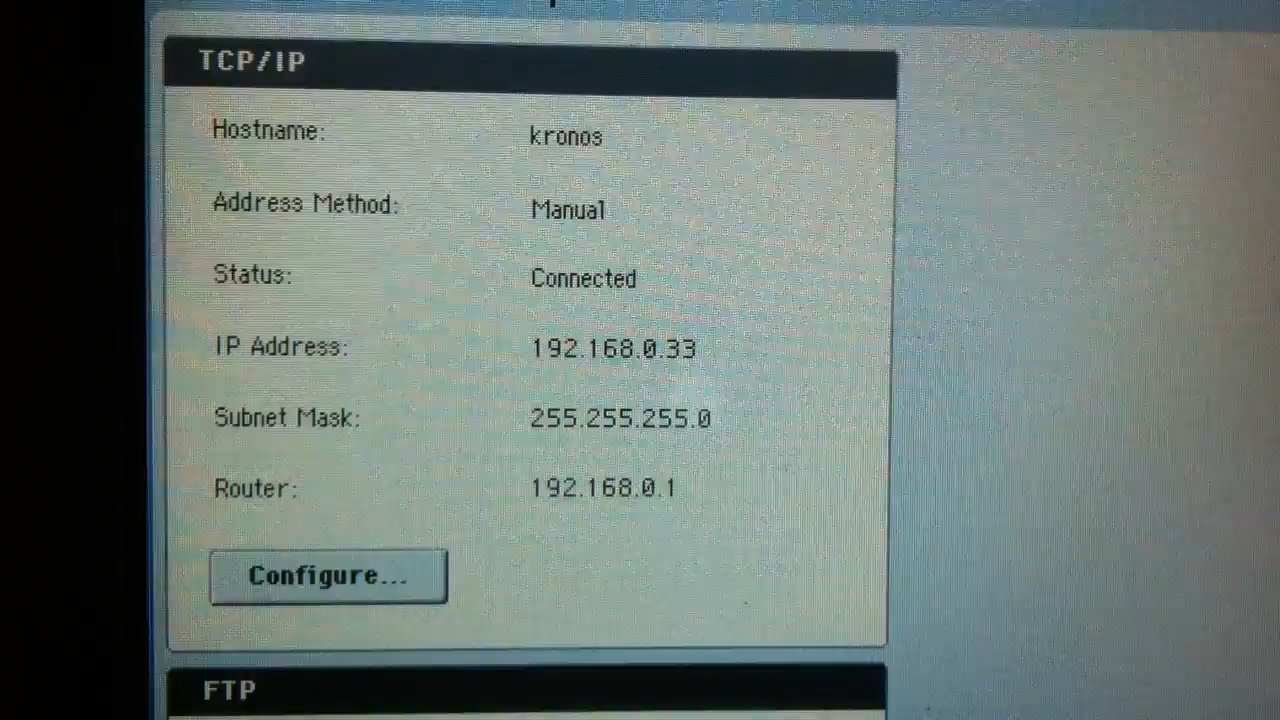 TCP/IP
Hostname: kronos
Address Method: Manual
Status: Connected
IP Address: 192.168.0.33
Subnet Mask: 255.255.255.0
Router: 192.168.0.1
Configure...
FTP